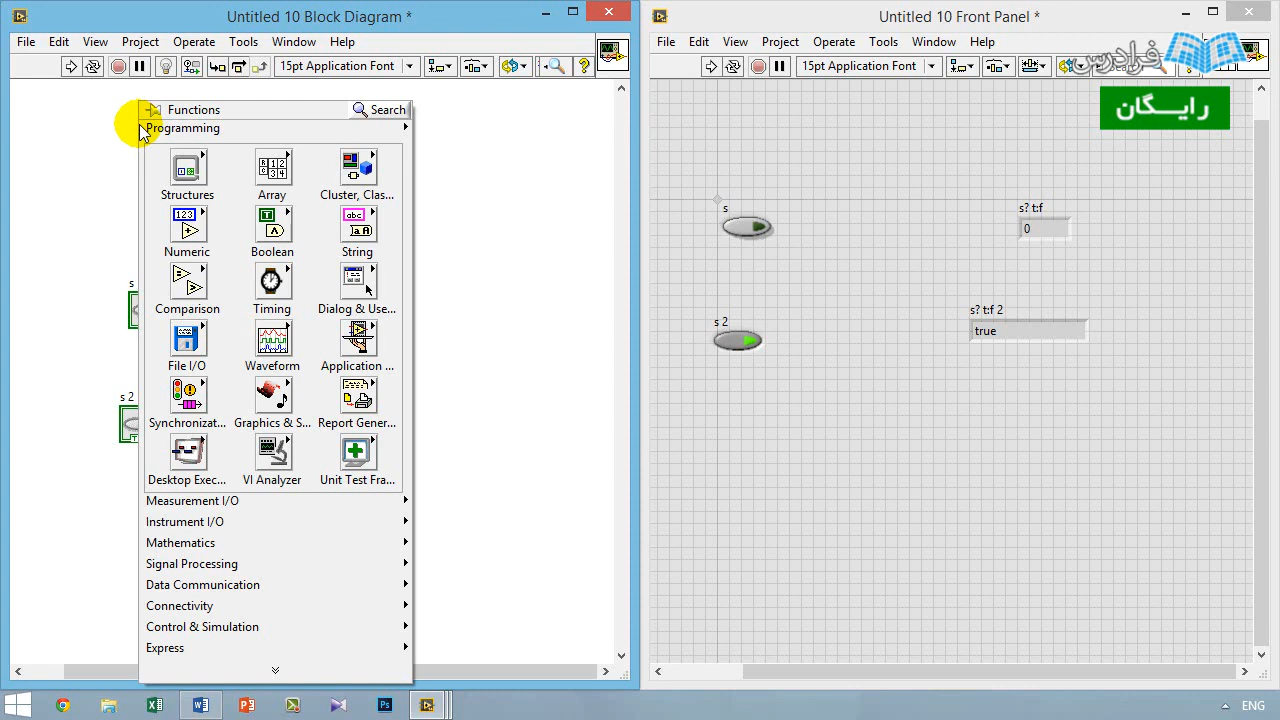 Untitled 10 Block Diagram *
File Edit View Project Operate Tools Window Help
15pt Application Font
Functions
Search
Programming
Structures
Array
Cluster, Clas...
Numeric
Boolean
String
Comparison
Timing
Dialog & Use...
File I/O
Waveform
Application ...
Synchronizat...
Graphics & S...
Report Gener...
Desktop Exec...
VI Analyzer
Unit Test Fra...
Measurement I/O
Instrument I/O
Mathematics
Signal Processing
Data Communication
Connectivity
Control & Simulation
Express
s
s 2
Untitled 10 Front Panel *
File Edit View Project Operate Tools Window Help
15pt Application Font
فرادرس
رایگان
s
s? t:f
0
s 2
s? t:f 2
true
ENG